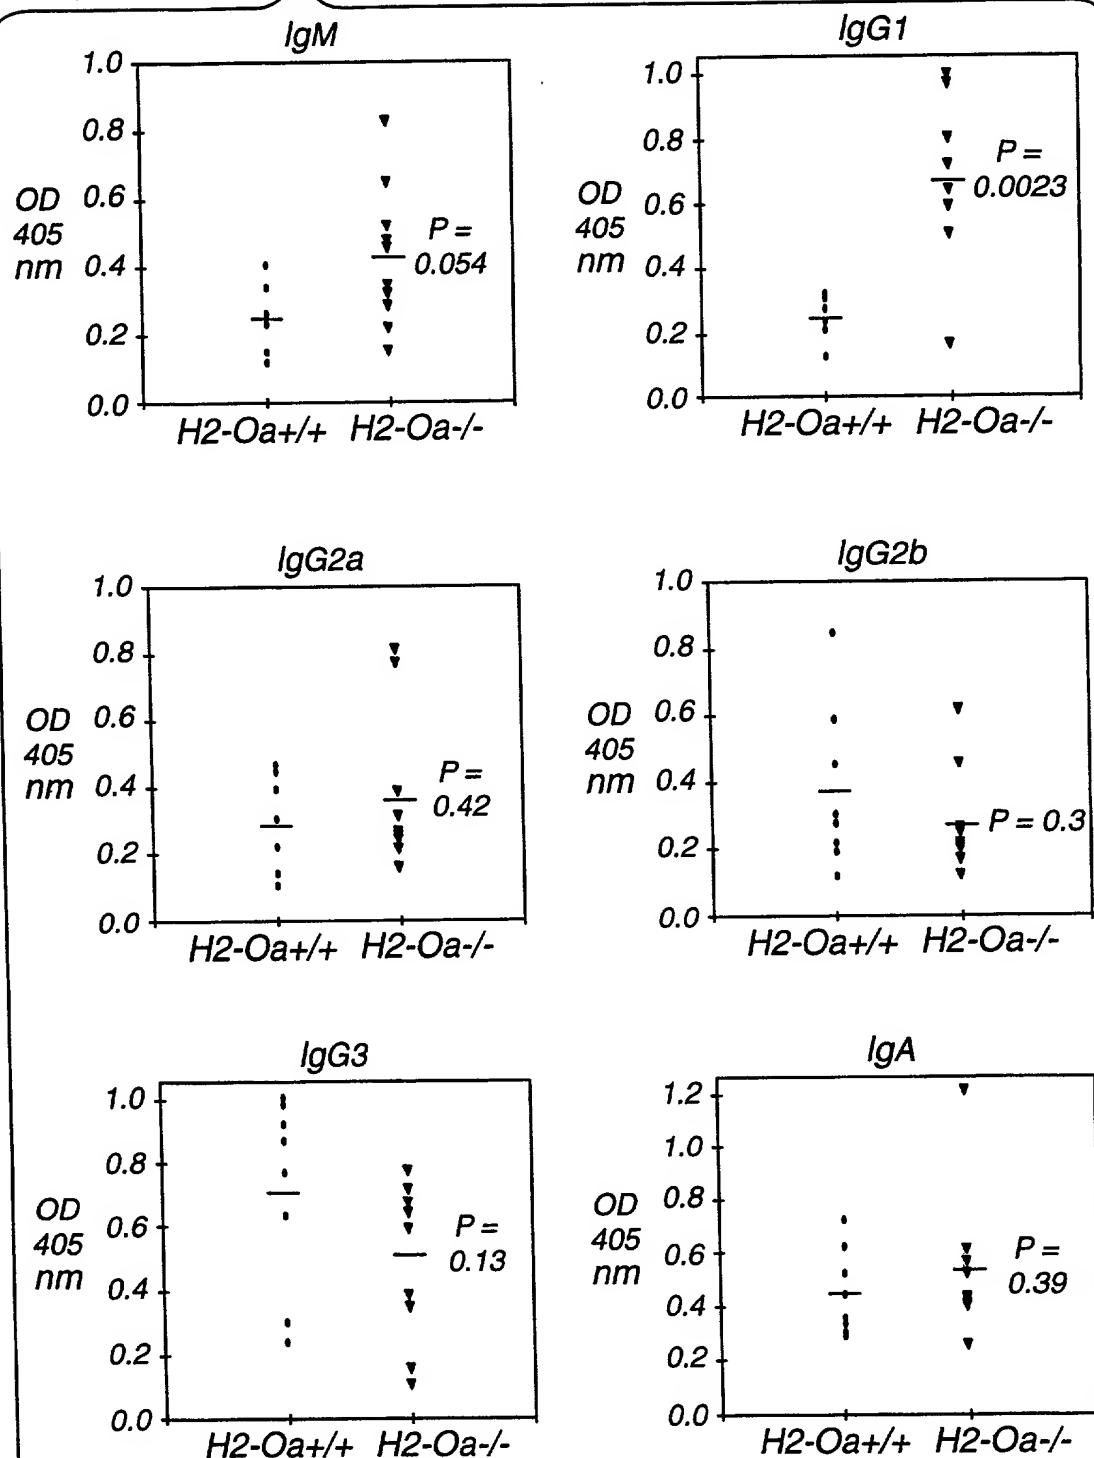 IgM
1.0
0.8
0.6
0.4
0.2
0.0
OD
405
nm
P =
0.054
H2-Oa+/+ H2-Oa-/-
IgG1
1.0
0.8
0.6
0.4
0.2
0.0
OD
405
nm
P =
0.0023
H2-Oa+/+ H2-Oa-/-
IgG2a
1.0
0.8
0.6
0.4
0.2
0.0
OD
405
nm
P =
0.42
H2-Oa+/+ H2-Oa-/-
IgG2b
1.0
0.8
0.6
0.4
0.2
0.0
OD
405
nm
P = 0.3
H2-Oa+/+ H2-Oa-/-
IgG3
1.0
0.8
0.6
0.4
0.2
0.0
OD
405
nm
P =
0.13
H2-Oa+/+ H2-Oa-/-
IgA
1.2
1.0
0.8
0.6
0.4
0.2
0.0
OD
405
nm
P =
0.39
H2-Oa+/+ H2-Oa-/-